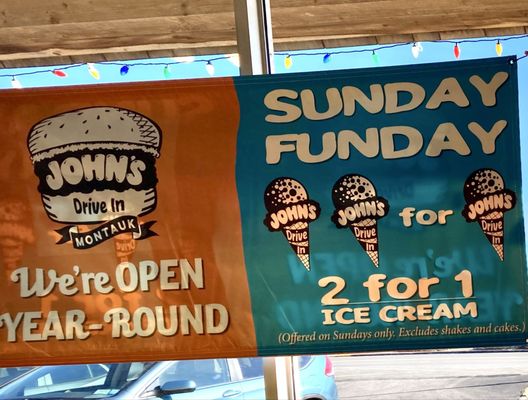 JOHN'S
Drive In
MONTAUK
We're OPEN
YEAR-ROUND
SUNDAY
FUNDAY
JOHN'S
Drive
In
JOHN'S
Drive
In
for
JOHN'S
Drive
In
2 for 1
ICE CREAM
(Offered on Sundays only. Excludes shakes and cakes.)